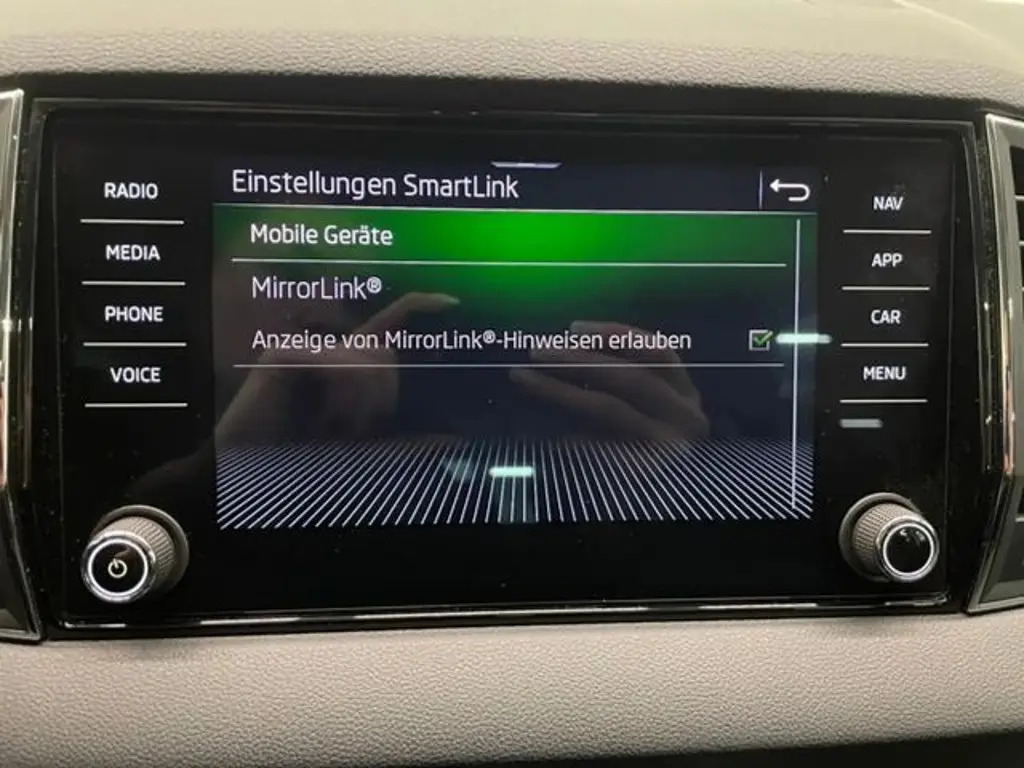 RADIO
MEDIA
PHONE
VOICE
Einstellungen SmartLink
Mobile Geräte
MirrorLink®
Anzeige von MirrorLink®-Hinweisen erlauben
NAV
APP
CAR
MENU